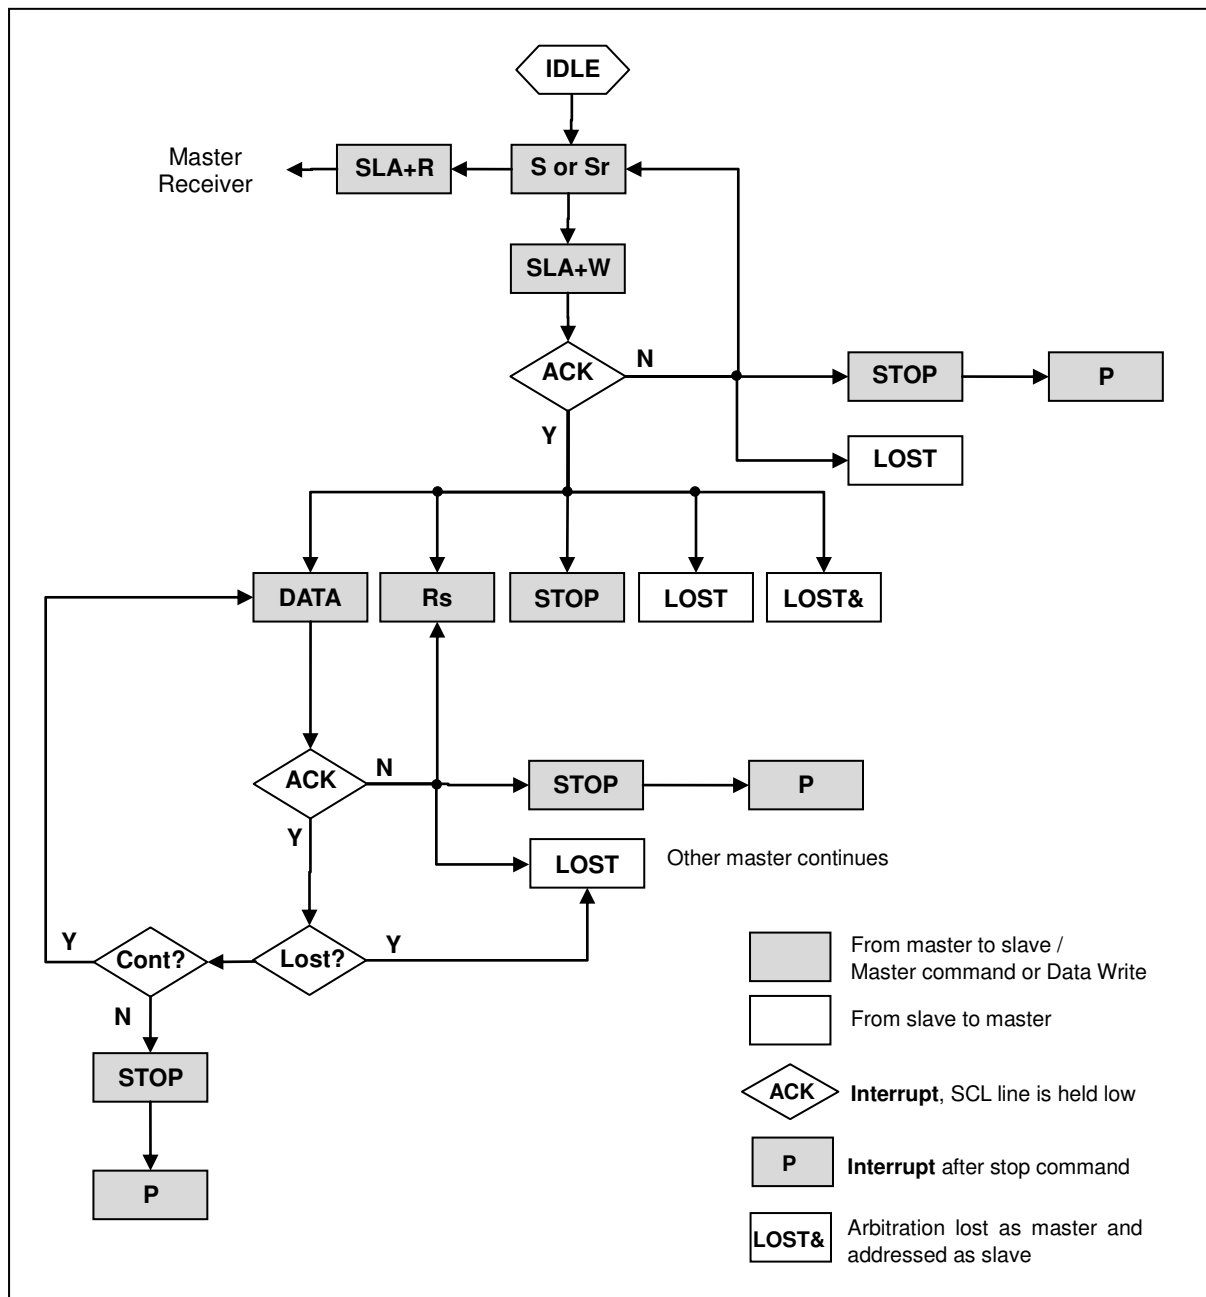 IDLE
Master
Receiver
SLA+R
S or Sr
SLA+W
ACK
N
STOP
P
Y
LOST
DATA
Rs
STOP
LOST
LOST&
ACK
N
STOP
P
Y
LOST
Other master continues
Y
Cont?
Lost?
Y
N
STOP
P
From master to slave /
Master command or Data Write
From slave to master
ACK
Interrupt, SCL line is held low
P
Interrupt after stop command
LOST&
Arbitration lost as master and
addressed as slave